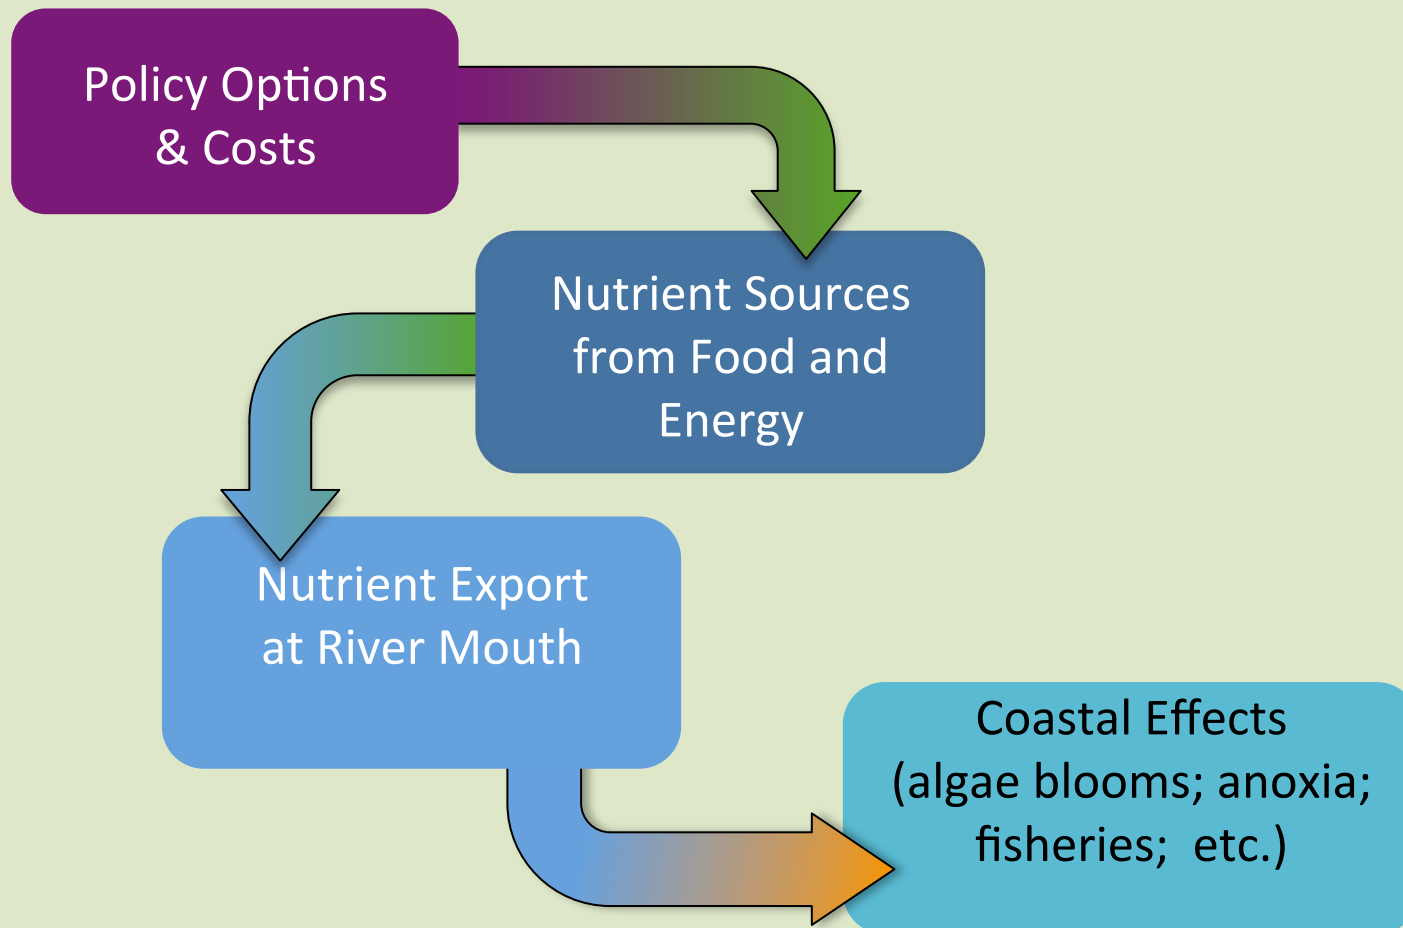 Policy Options
& Costs
Nutrient Sources
from Food and
Energy
Nutrient Export
at River Mouth
Coastal Effects
(algae blooms; anoxia;
fisheries;  etc.)